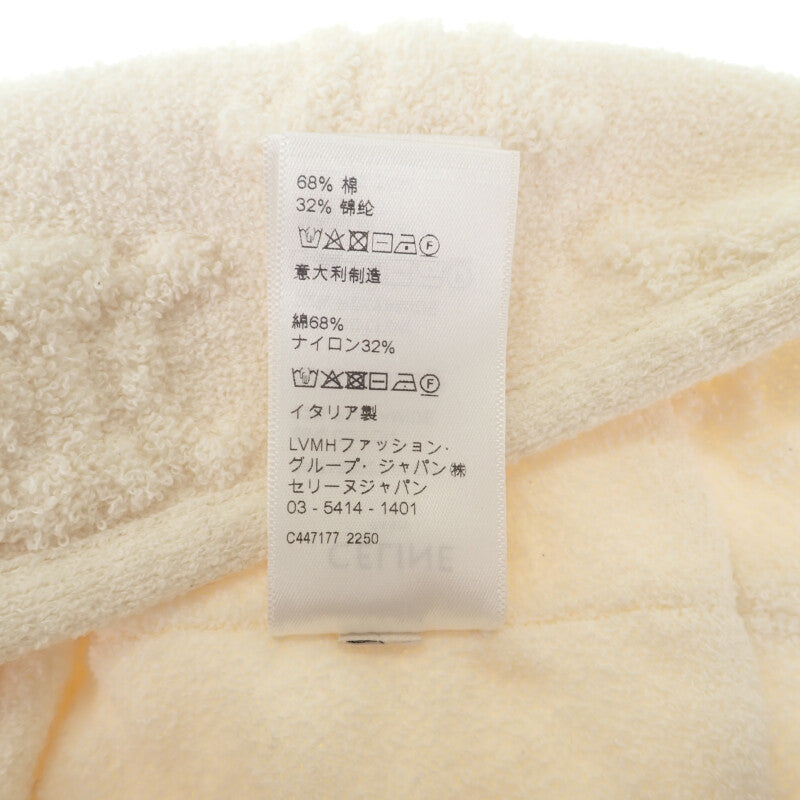 68% 棉
32% 锦纶
意大利制造
綿68%
ナイロン32%
イタリア製
LVMHファッション・
グループ・ジャパン㈱
セリーヌジャパン
03 - 5414 - 1401
C447177 2250
CELINE